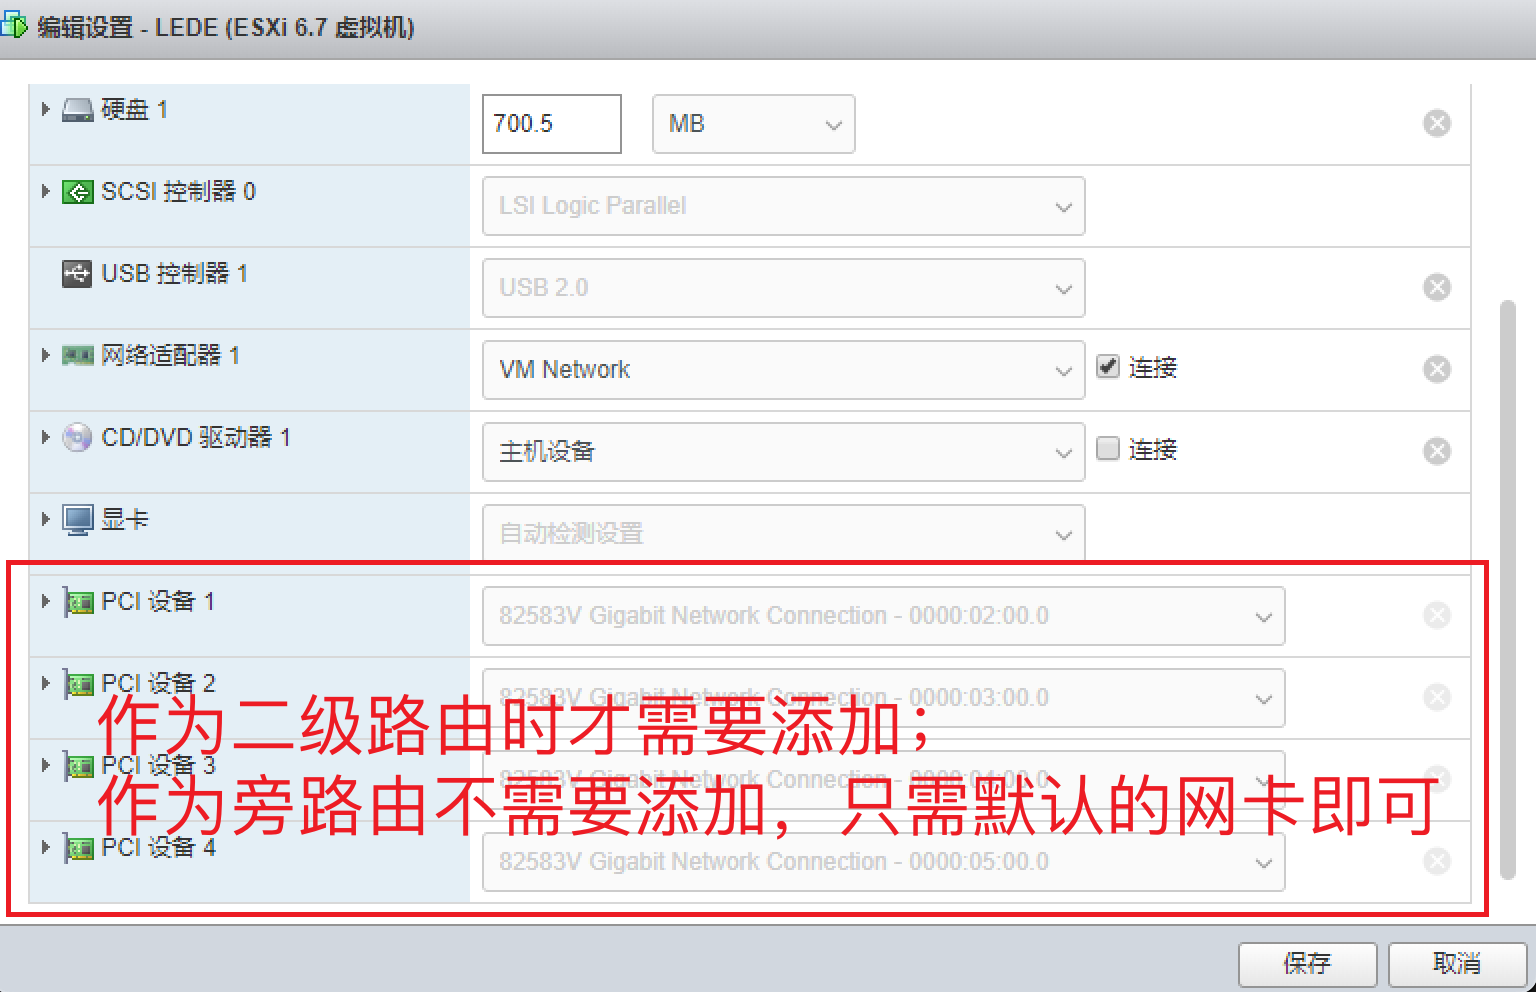 编辑设置 - LEDE (ESXi 6.7 虚拟机)
硬盘 1 700.5 MB
SCSI 控制器 0 LSI Logic Parallel
USB 控制器 1 USB 2.0
网络适配器 1 VM Network 连接
CD/DVD 驱动器 1 主机设备 连接
显卡 自动检测设置
PCI 设备 1 82583V Gigabit Network Connection - 0000:02:00.0
PCI 设备 2 82583V Gigabit Network Connection - 0000:03:00.0
作为二级路由时才需要添加；
PCI 设备 3 82583V Gigabit Network Connection - 0000:04:00.0
作为旁路由不需要添加，只需默认的网卡即可
PCI 设备 4 82583V Gigabit Network Connection - 0000:05:00.0
保存 取消